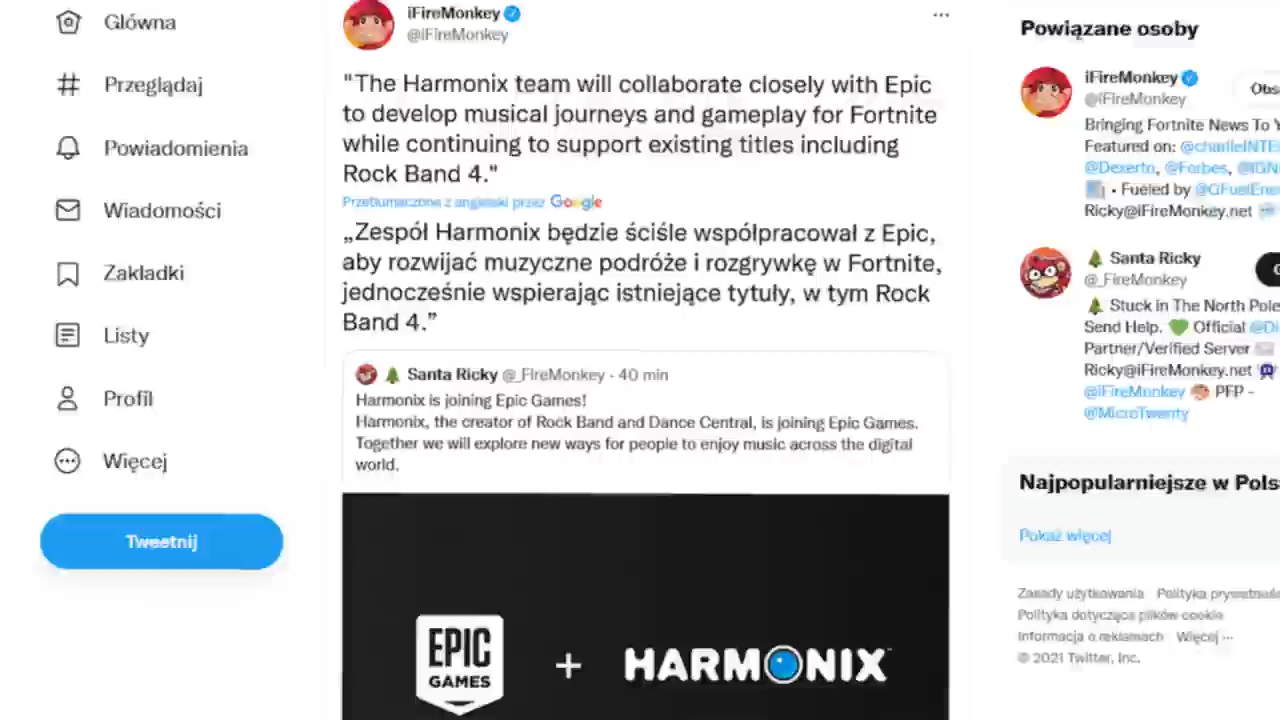 Główna
Przeglądaj
Powiadomienia
Wiadomości
Zakładki
Listy
Profil
Więcej
Tweetnij
iFireMonkey
@iFireMonkey
"The Harmonix team will collaborate closely with Epic
to develop musical journeys and gameplay for Fortnite
while continuing to support existing titles including
Rock Band 4."
Przetłumaczone z angielski przez Google
„Zespół Harmonix będzie ściśle współpracował z Epic,
aby rozwijać muzyczne podróże i rozgrywkę w Fortnite,
jednocześnie wspierając istniejące tytuły, w tym Rock
Band 4.”
Santa Ricky @_FireMonkey · 40 min
Harmonix is joining Epic Games!
Harmonix, the creator of Rock Band and Dance Central, is joining Epic Games.
Together we will explore new ways for people to enjoy music across the digital
world.
EPIC
GAMES
+
HARMONIX
Powiązane osoby
iFireMonkey
@iFireMonkey
Obs
Bringing Fortnite News To Y
Featured on: @charlieINTE
@Dexerto, @Forbes, @IGN
• Fueled by @GFuelEne
Ricky@iFireMonkey.net
Santa Ricky
@_FireMonkey
Stuck in The North Pole
Send Help. Official @Di
Partner/Verified Server
Ricky@iFireMonkey.net
@iFireMonkey PFP -
@MicroTwenty
Najpopularniejsze w Pols
Pokaż więcej
Zasady użytkowania Polityka prywatnoś
Polityka dotycząca plików cookie
Informacja o reklamach Więcej ···
© 2021 Twitter, Inc.